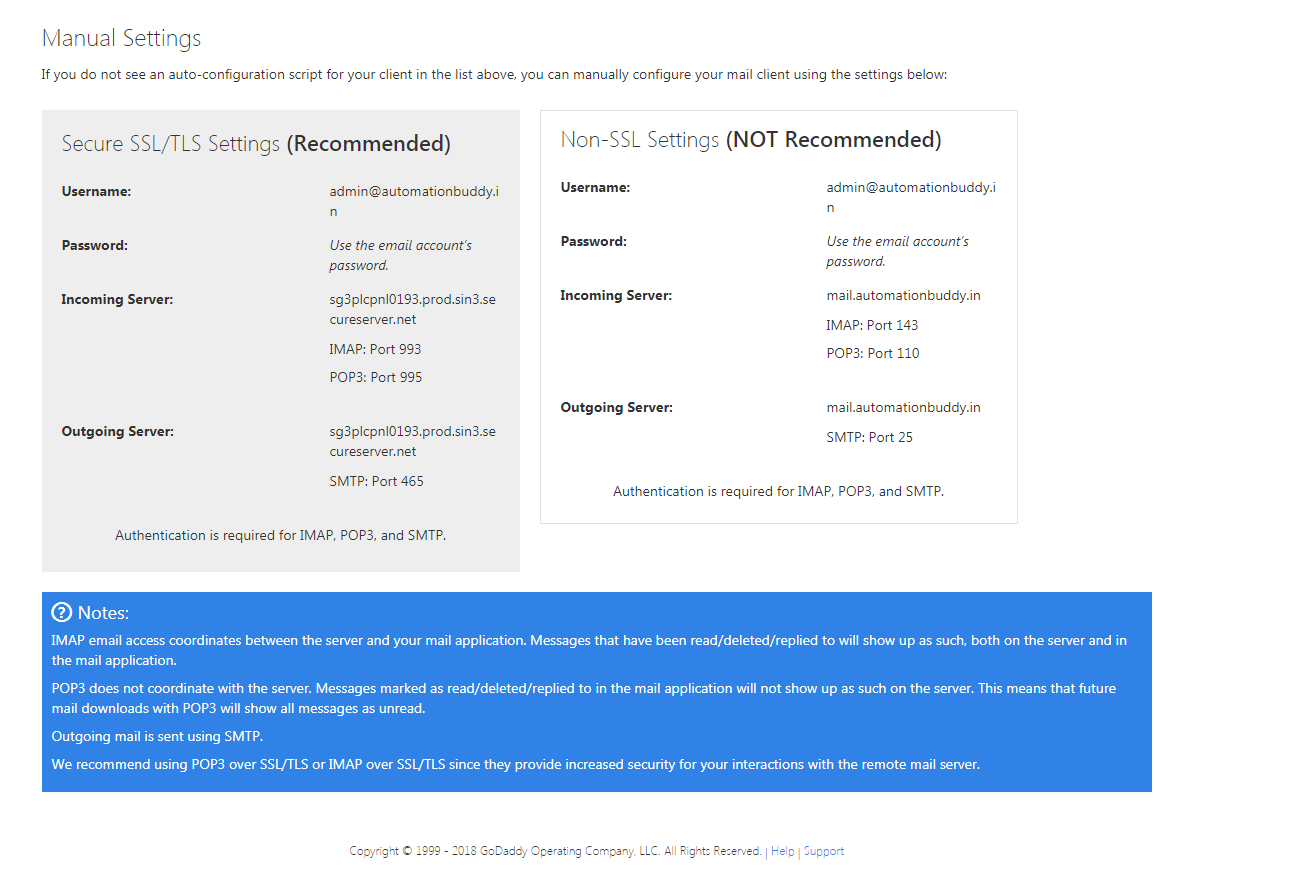 Manual Settings
If you do not see an auto-configuration script for your client in the list above, you can manually configure your mail client using the settings below:
Secure SSL/TLS Settings (Recommended)
Username:
admin@automationbuddy.i
n
Password:
Use the email account's
password.
Incoming Server:
sg3plcpnl0193.prod.sin3.se
cureserver.net
IMAP: Port 993
POP3: Port 995
Outgoing Server:
sg3plcpnl0193.prod.sin3.se
cureserver.net
SMTP: Port 465
Authentication is required for IMAP, POP3, and SMTP.
Non-SSL Settings (NOT Recommended)
Username:
admin@automationbuddy.i
n
Password:
Use the email account's
password.
Incoming Server:
mail.automationbuddy.in
IMAP: Port 143
POP3: Port 110
Outgoing Server:
mail.automationbuddy.in
SMTP: Port 25
Authentication is required for IMAP, POP3, and SMTP.
? Notes:
IMAP email access coordinates between the server and your mail application. Messages that have been read/deleted/replied to will show up as such, both on the server and in
the mail application.
POP3 does not coordinate with the server. Messages marked as read/deleted/replied to in the mail application will not show up as such on the server. This means that future
mail downloads with POP3 will show all messages as unread.
Outgoing mail is sent using SMTP.
We recommend using POP3 over SSL/TLS or IMAP over SSL/TLS since they provide increased security for your interactions with the remote mail server.
Copyright © 1999 - 2018 GoDaddy Operating Company, LLC. All Rights Reserved. | Help | Support